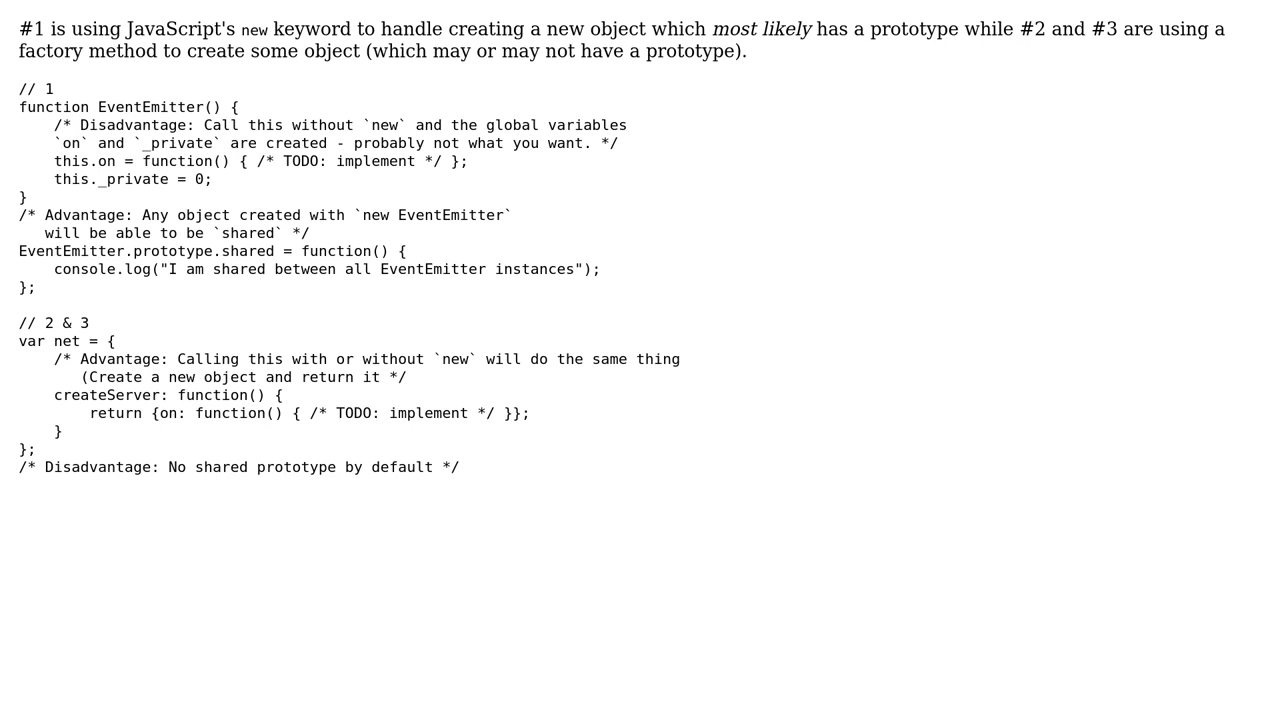 #1 is using JavaScript's new keyword to handle creating a new object which most likely has a prototype while #2 and #3 are using a
factory method to create some object (which may or may not have a prototype).
// 1
function EventEmitter() {
    /* Disadvantage: Call this without `new` and the global variables
    `on` and `_private` are created - probably not what you want. */
    this.on = function() { /* TODO: implement */ };
    this._private = 0;
}
/* Advantage: Any object created with `new EventEmitter`
   will be able to be `shared` */
EventEmitter.prototype.shared = function() {
    console.log("I am shared between all EventEmitter instances");
};

// 2 & 3
var net = {
    /* Advantage: Calling this with or without `new` will do the same thing
       (Create a new object and return it */
    createServer: function() {
        return {on: function() { /* TODO: implement */ }};
    }
};
/* Disadvantage: No shared prototype by default */